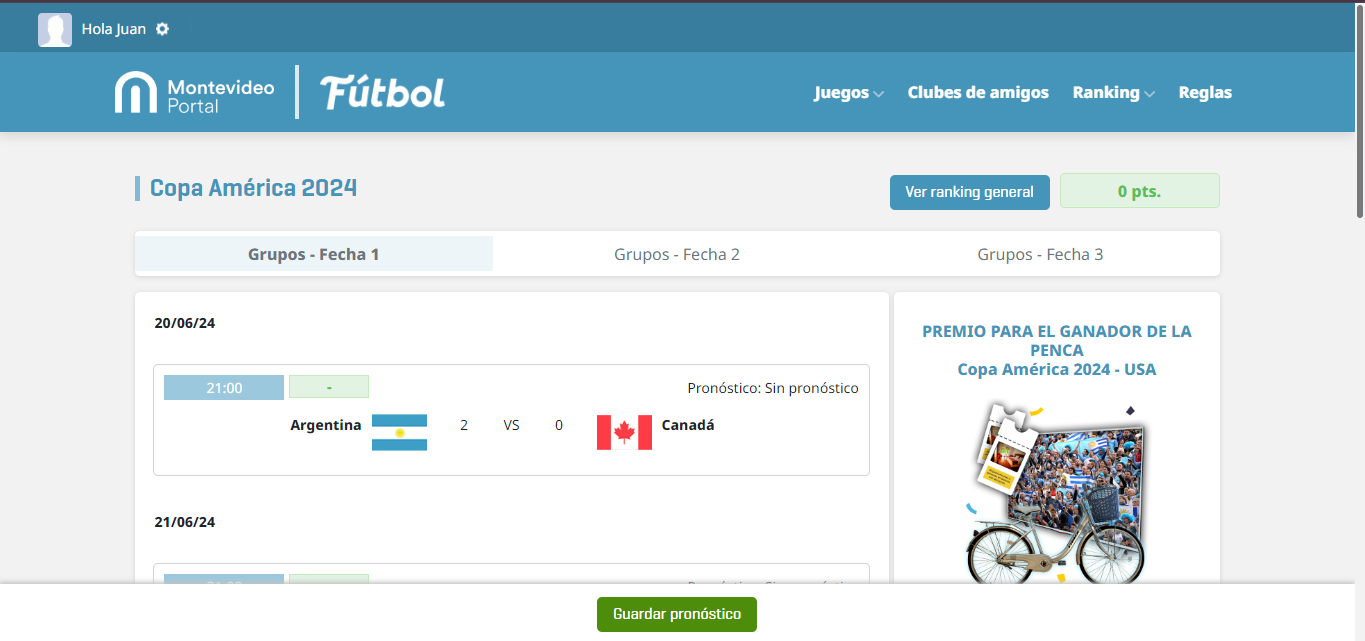 Hola Juan
Montevideo
Portal
Fútbol
Juegos
Clubes de amigos
Ranking
Reglas
Copa América 2024
Ver ranking general
0 pts.
Grupos - Fecha 1
Grupos - Fecha 2
Grupos - Fecha 3
20/06/24
21:00
-
Pronóstico: Sin pronóstico
Argentina
2
VS
0
Canadá
21/06/24
PREMIO PARA EL GANADOR DE LA
PENCA
Copa América 2024 - USA
Guardar pronóstico